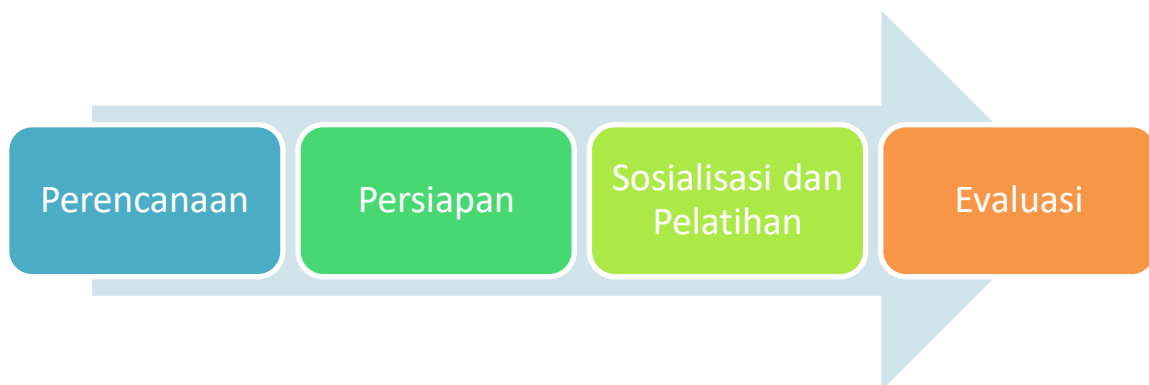 Perencanaan
Persiapan
Sosialisasi dan
Pelatihan
Evaluasi